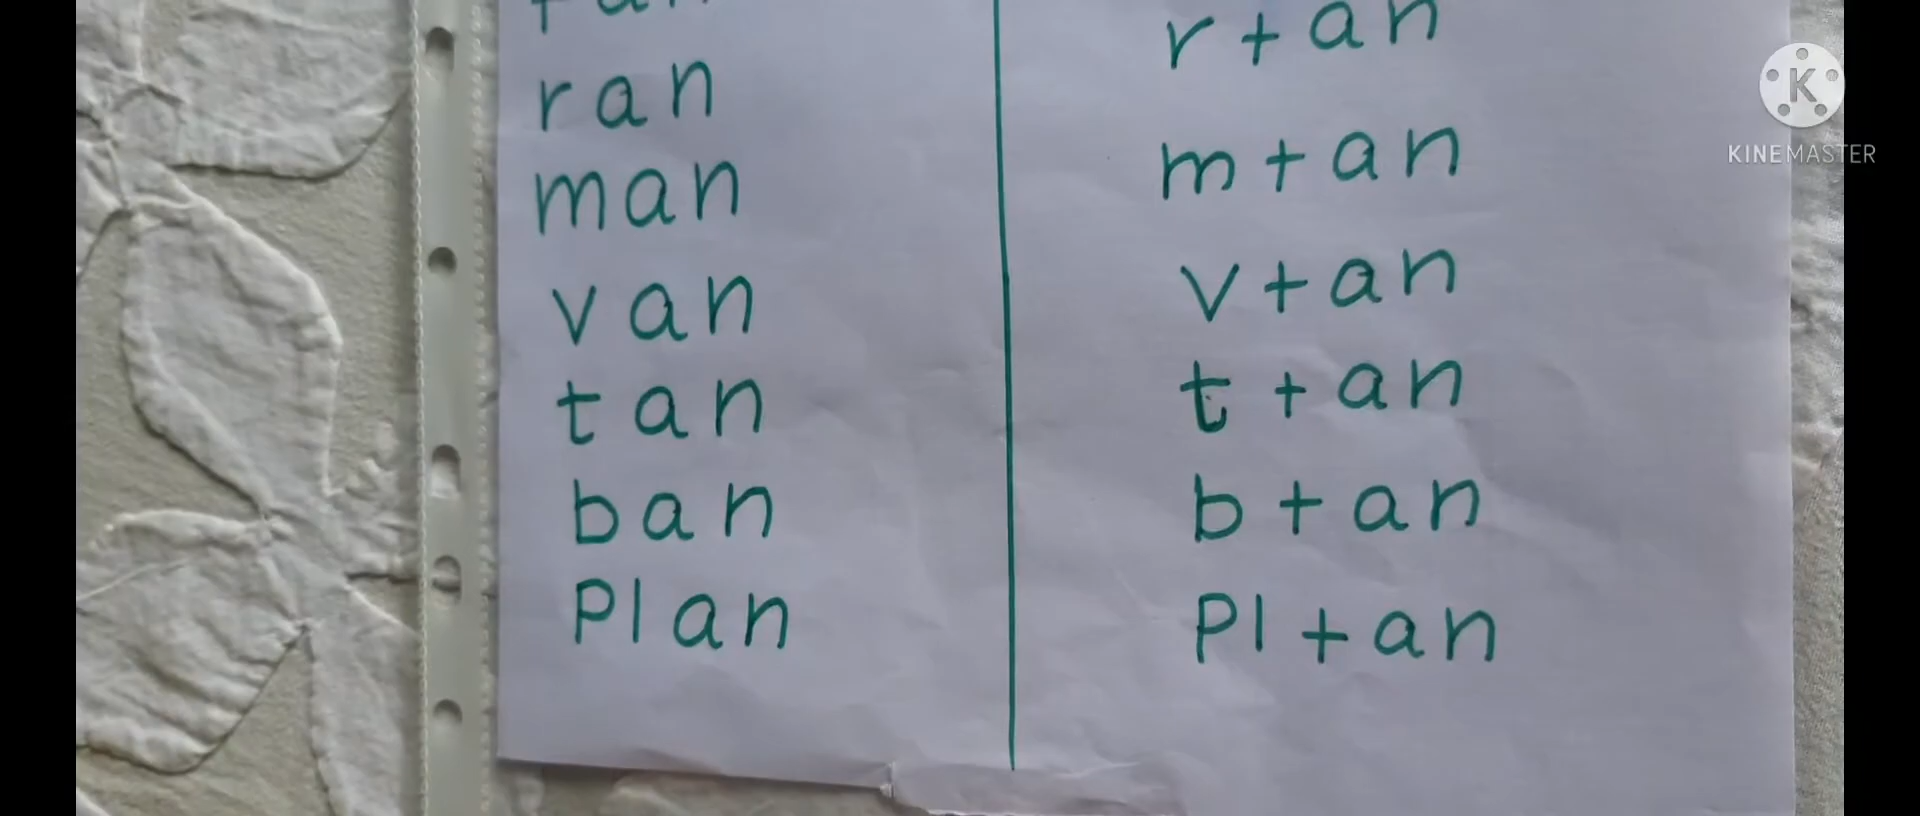 ran r + an
man m + an
van v + an
tan t + an
ban b + an
Plan Pl + an
K
KINEMASTER